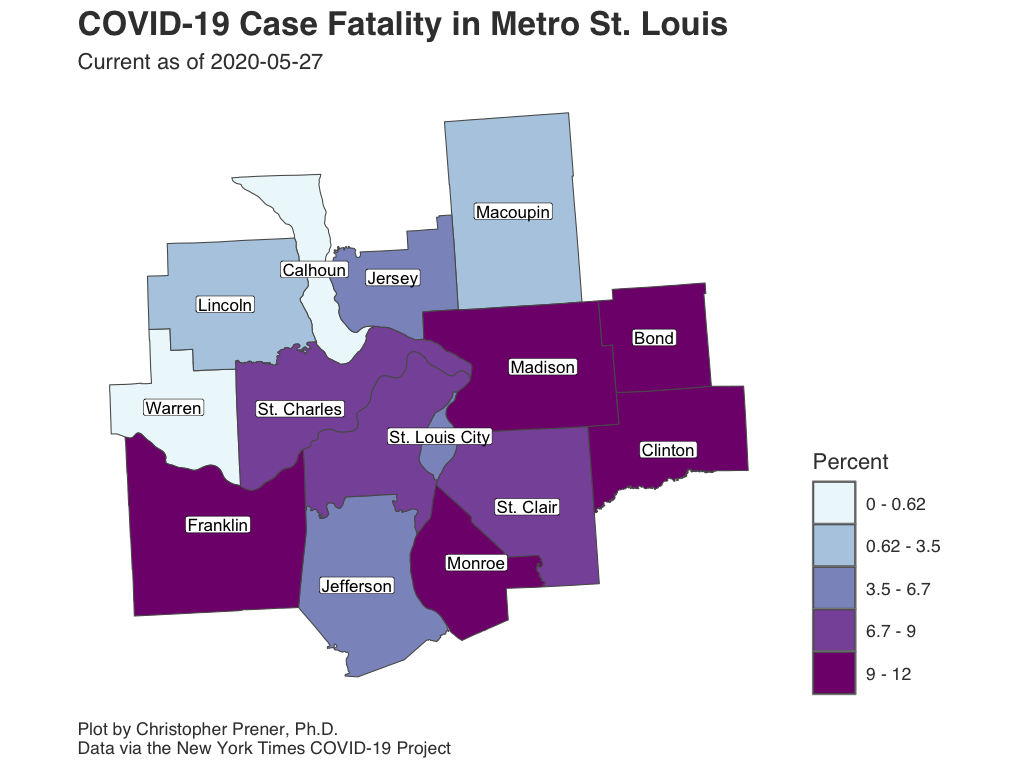 COVID-19 Case Fatality in Metro St. Louis
Current as of 2020-05-27
Macoupin
Calhoun
Jersey
Lincoln
Bond
Madison
Warren
St. Charles
St. Louis City
Clinton
St. Clair
Franklin
Monroe
Jefferson
Percent
0 - 0.62
0.62 - 3.5
3.5 - 6.7
6.7 - 9
9 - 12
Plot by Christopher Prener, Ph.D.
Data via the New York Times COVID-19 Project